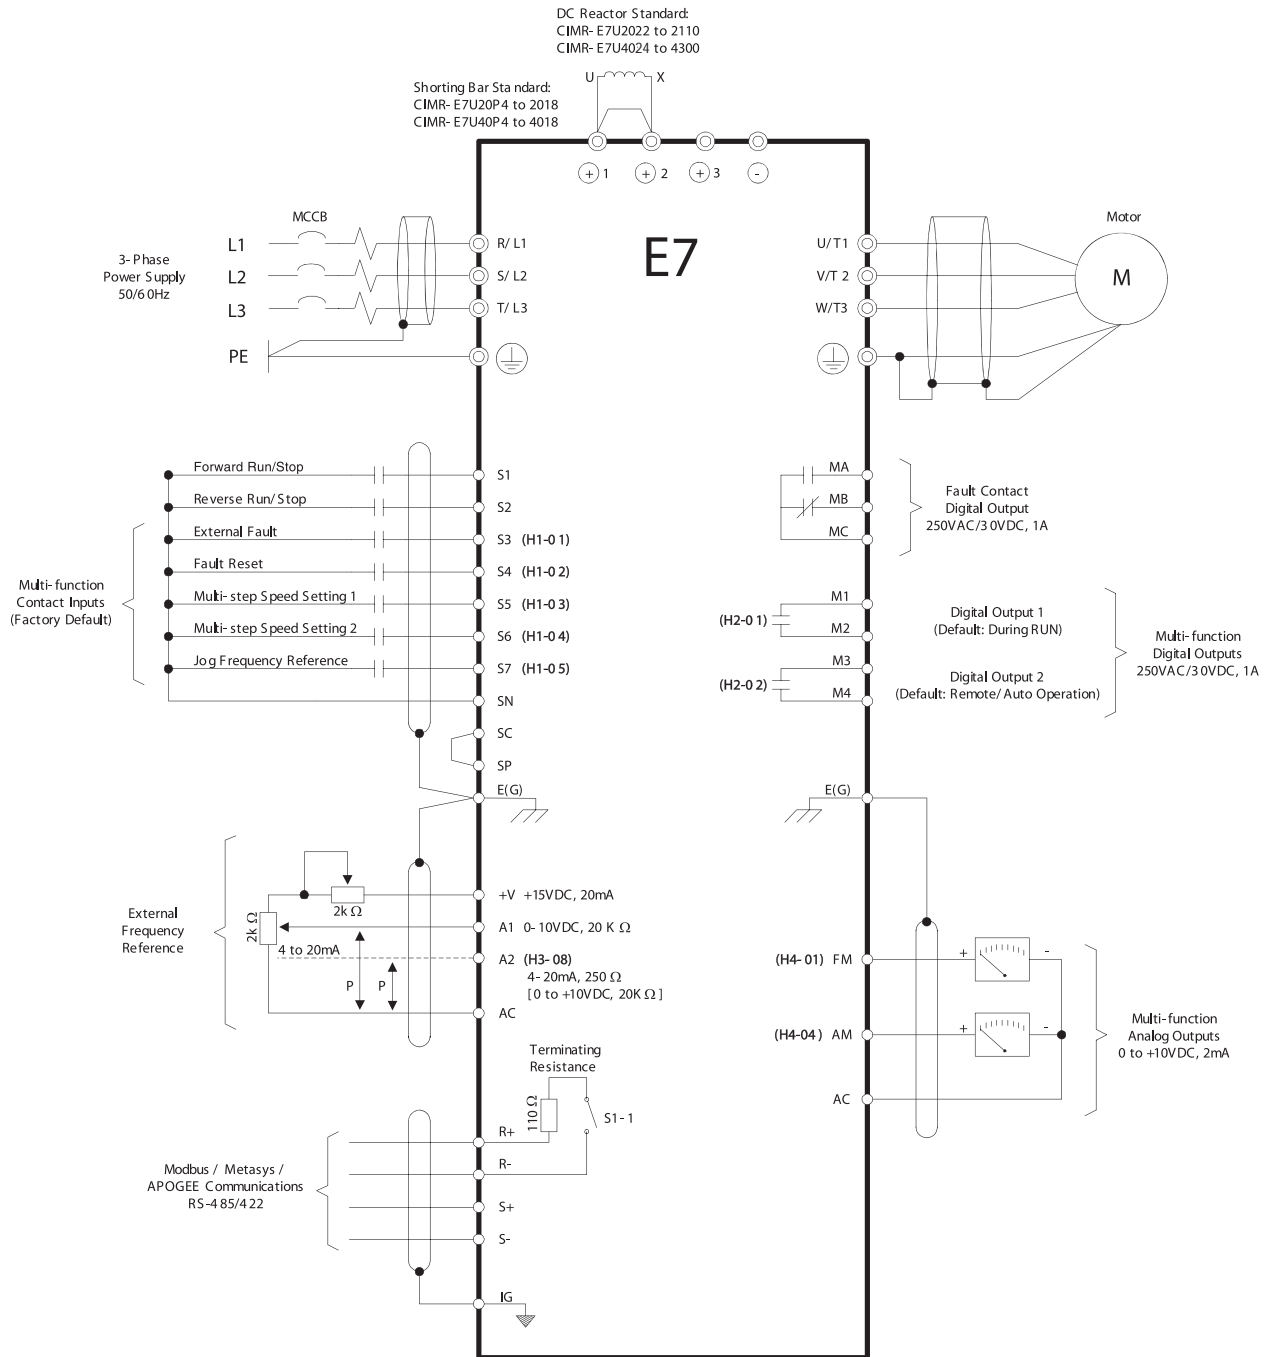 DC Reactor Standard:
CIMR-E7U2022 to 2110
CIMR-E7U4024 to 4300
U X
Shorting Bar Standard:
CIMR-E7U20P4 to 2018
CIMR-E7U40P4 to 4018
+ 1 + 2 + 3 -
E7
MCCB
3-Phase
Power Supply
50/60Hz
L1
L2
L3
PE
R/L1
S/L2
T/L3
U/T1
V/T2
W/T3
Motor
M
Forward Run/Stop
Reverse Run/Stop
External Fault
Fault Reset
Multi-step Speed Setting 1
Multi-step Speed Setting 2
Jog Frequency Reference
Multi-function
Contact Inputs
(Factory Default)
S1
S2
S3 (H1-01)
S4 (H1-02)
S5 (H1-03)
S6 (H1-04)
S7 (H1-05)
SN
SC
SP
E(G)
MA
MB
MC
Fault Contact
Digital Output
250VAC/30VDC, 1A
(H2-01)
M1
M2
Digital Output 1
(Default: During RUN)
(H2-02)
M3
M4
Digital Output 2
(Default: Remote/Auto Operation)
Multi-function
Digital Outputs
250VAC/30VDC, 1A
E(G)
External
Frequency
Reference
2k Ω
2k Ω
4 to 20mA
P P
+V +15VDC, 20mA
A1 0-10VDC, 20 K Ω
A2 (H3-08)
4-20mA, 250 Ω
[0 to +10VDC, 20K Ω]
AC
(H4-01) FM
+ -
(H4-04) AM
+ -
AC
Multi-function
Analog Outputs
0 to +10VDC, 2mA
Terminating
Resistance
110 Ω
S1-1
Modbus / Metasys /
APOGEE Communications
RS-485/422
R+
R-
S+
S-
IG